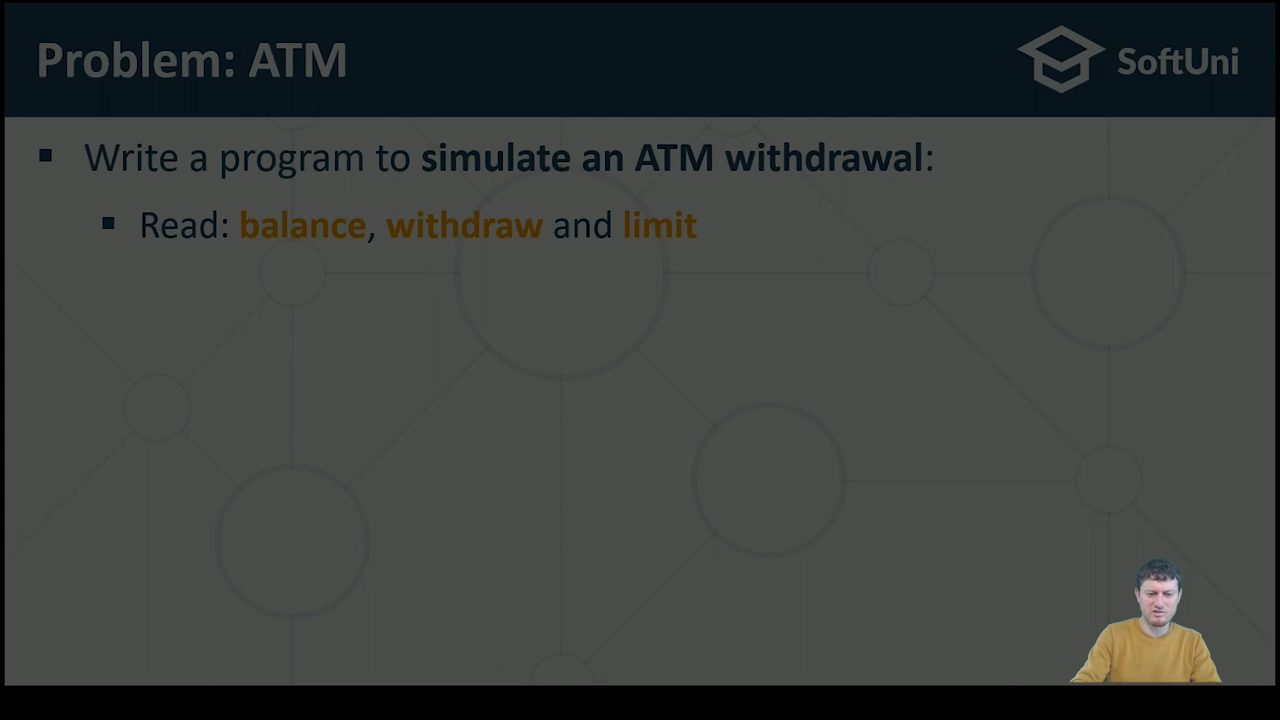 Problem: ATM
SoftUni
Write a program to simulate an ATM withdrawal:
Read: balance, withdraw and limit